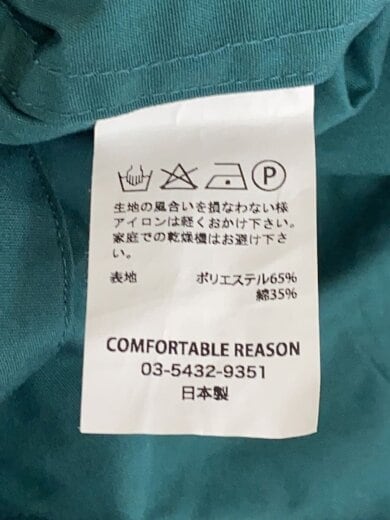 P
生地の風合いを損なわない様
アイロンは軽くおかけ下さい。
家庭での乾燥機はお避け下さ
い。
表地 ポリエステル65%
綿35%
COMFORTABLE REASON
03-5432-9351
日本製